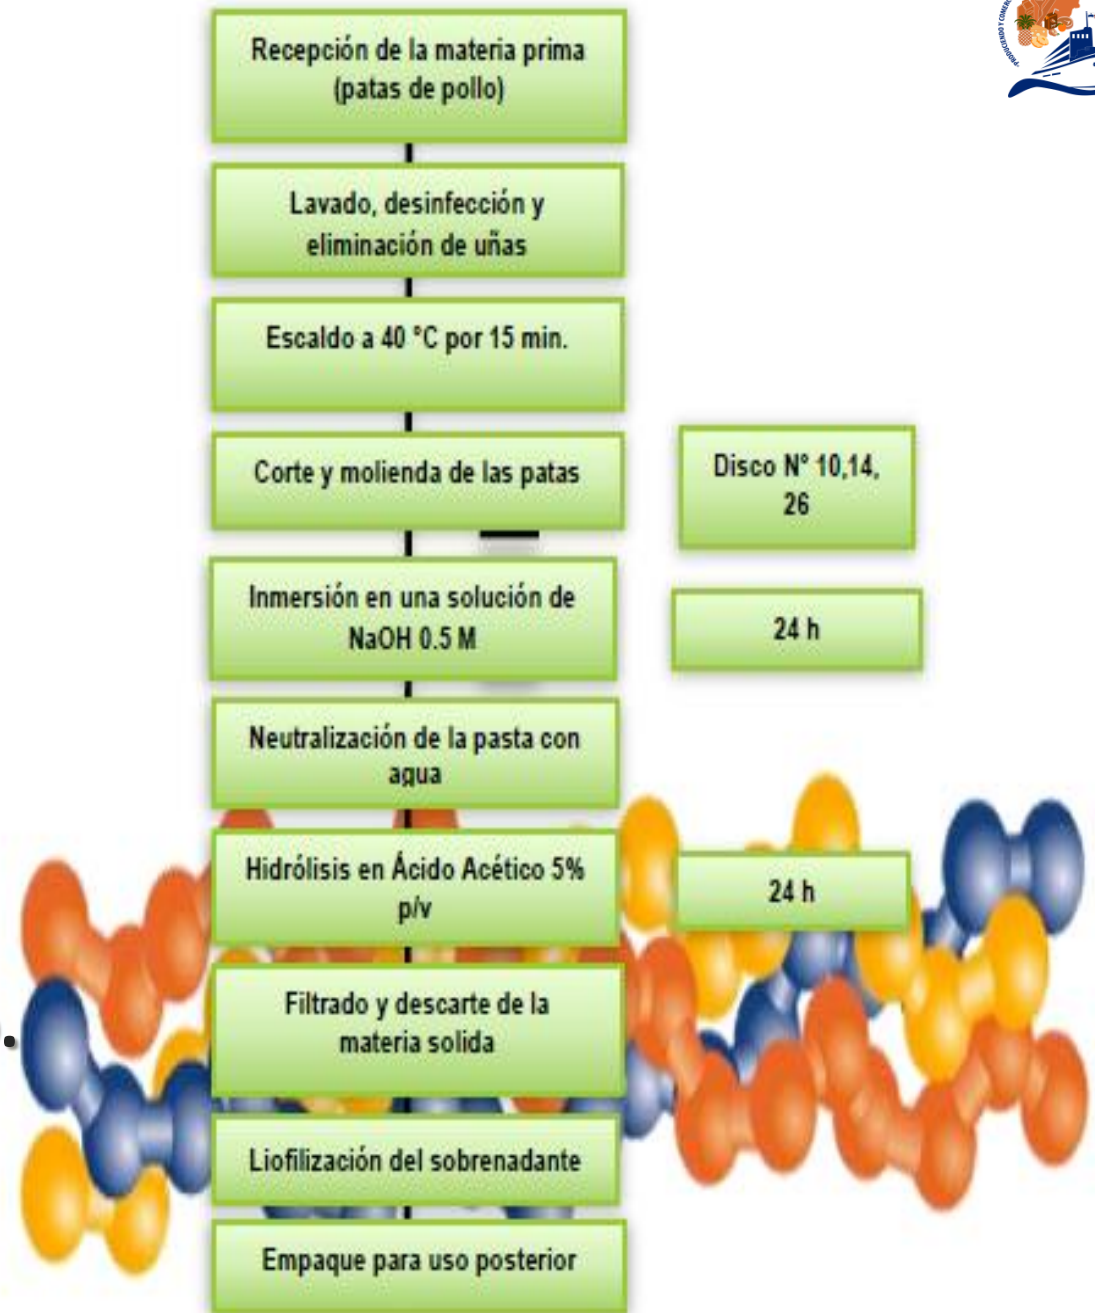 Recepción de la materia prima
(patas de pollo)
Lavado, desinfección y
eliminación de uñas
Escaldo a 40 °C por 15 min.
Corte y molienda de las patas
Disco N° 10,14,
26
Inmersión en una solución de
NaOH 0.5 M
24 h
Neutralización de la pasta con
agua
Hidrólisis en Ácido Acético 5%
p/v
24 h
Filtrado y descarte de la
materia solida
Liofilización del sobrenadante
Empaque para uso posterior